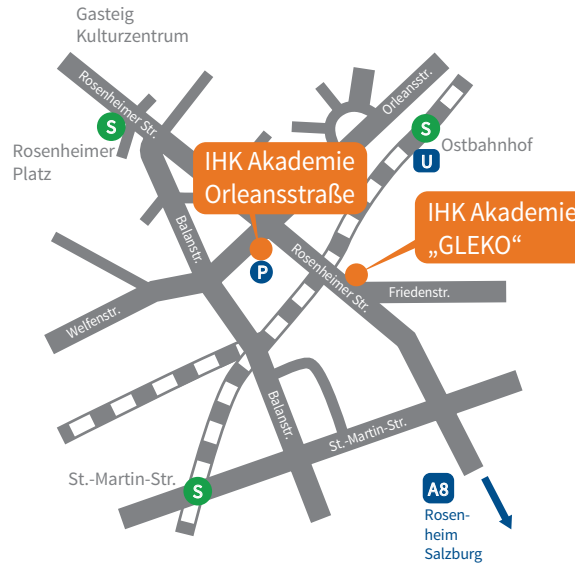 Gasteig
Kulturzentrum
Rosenheimer Str.
Orleansstr.
S
Rosenheimer
Platz
S
Ostbahnhof
U
IHK Akademie
Orleansstraße
IHK Akademie
„GLEKO“
Balanstr.
P
Rosenheimer Str.
Friedenstr.
Welfenstr.
Balanstr.
St.-Martin-Str.
St.-Martin-Str.
S
A8
Rosen-
heim
Salzburg